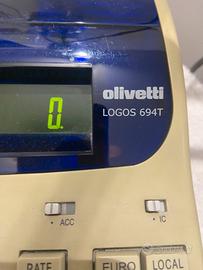 olivetti
LOGOS 694T
0.
ACC
IC
RATE
EURO
LOCAL